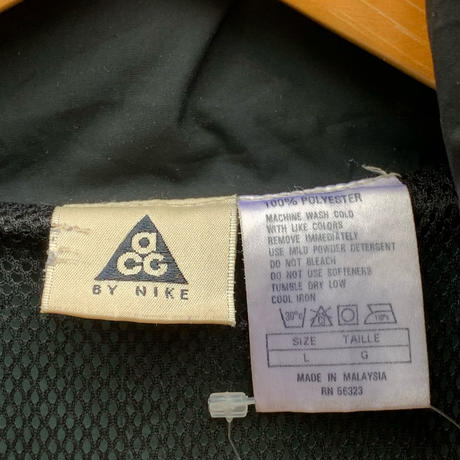 aCG
BY NIKE
100% POLYESTER
MACHINE WASH COLD
WITH LIKE COLORS
REMOVE IMMEDIATELY
USE MILD POWDER DETERGENT
DO NOT BLEACH
DO NOT USE SOFTENERS
TUMBLE DRY LOW
COOL IRON
30°C
SIZE TAILLE
L G
MADE IN MALAYSIA
RN 56323